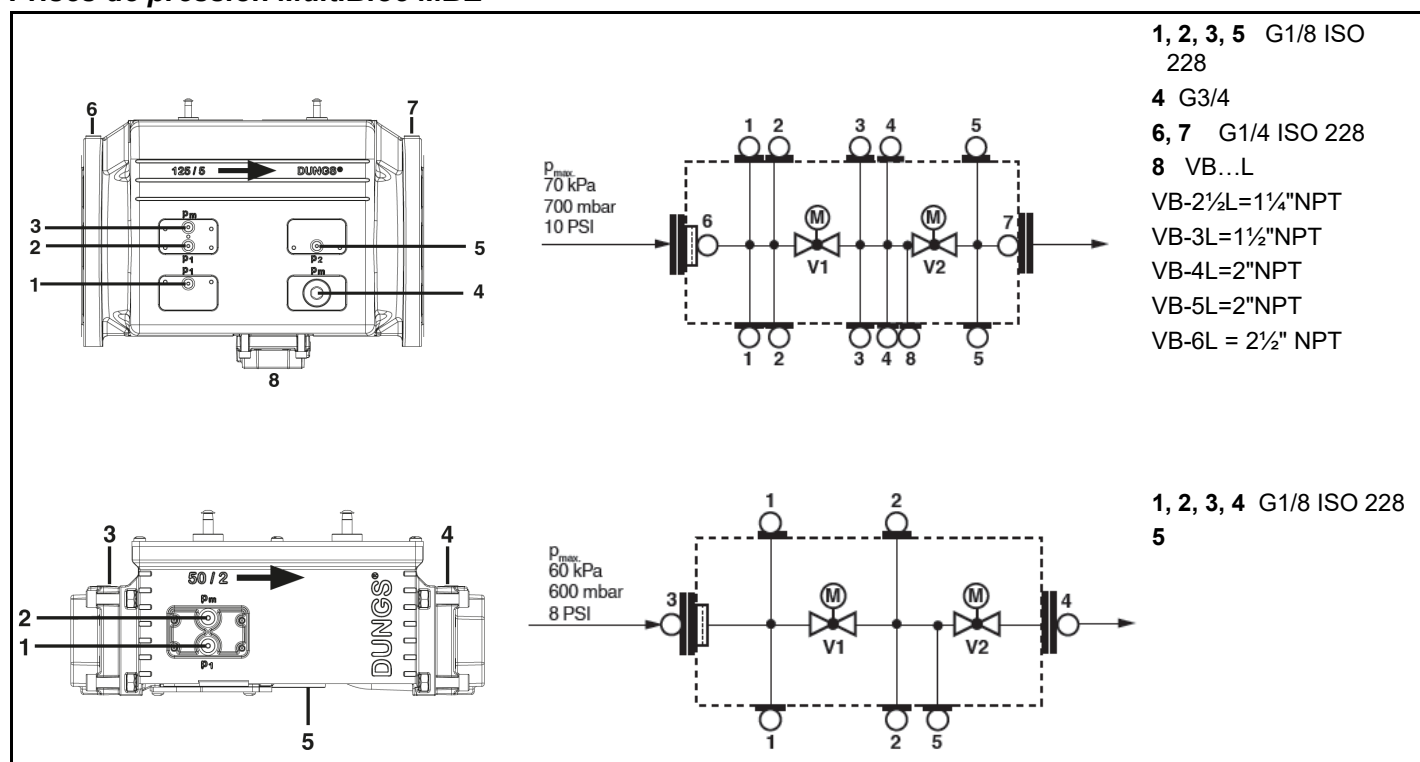 Prises de pression MultiBloc MBE
6
7
125 / 5
DUNGS®
Pm
3
2
P1
P1
1
P2
Pm
5
4
8
1 2 3 4 5
pmax.
70 kPa
700 mbar
10 PSI
6
M
V1
M
V2
7
1 2 3 4 8 5
1, 2, 3, 5 G1/8 ISO
228
4 G3/4
6, 7 G1/4 ISO 228
8 VB…L
VB-2½L=1¼"NPT
VB-3L=1½"NPT
VB-4L=2"NPT
VB-5L=2"NPT
VB-6L = 2½" NPT
3
4
50 / 2
DUNGS®
Pm
2
1
P1
5
1 2
pmax.
60 kPa
600 mbar
8 PSI
3
M
V1
M
V2
4
1 2 5
1, 2, 3, 4 G1/8 ISO 228
5